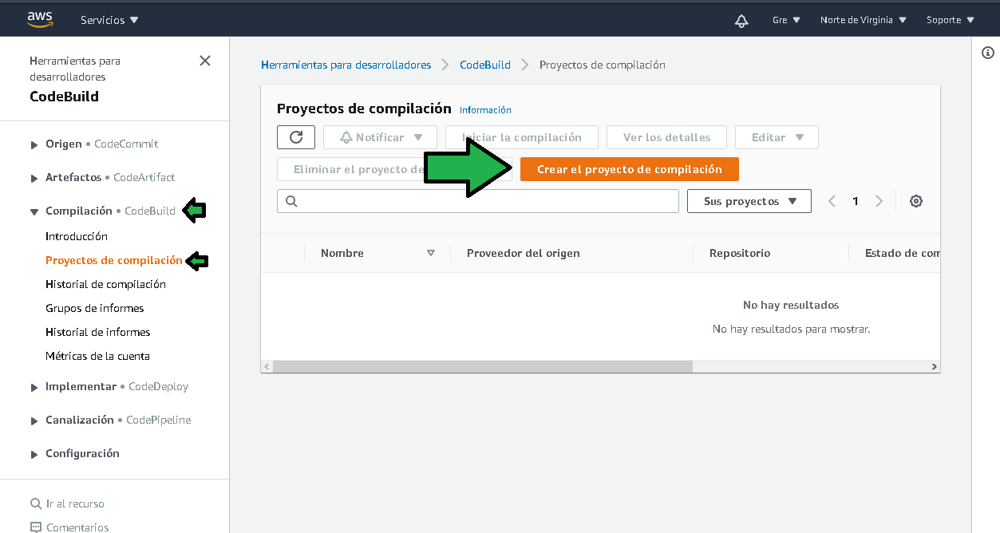 aws Servicios Gre Norte de Virginia Soporte
Herramientas para
desarrolladores
CodeBuild
Origen • CodeCommit
Artefactos • CodeArtifact
Compilación • CodeBuild
Introducción
Proyectos de compilación
Historial de compilación
Grupos de informes
Historial de informes
Métricas de la cuenta
Implementar • CodeDeploy
Canalización • CodePipeline
Configuración
Ir al recurso
Comentarios
Herramientas para desarrolladores > CodeBuild > Proyectos de compilación
Proyectos de compilación Información
Notificar Iniciar la compilación Ver los detalles Editar
Eliminar el proyecto de Crear el proyecto de compilación
Sus proyectos < 1 >
Nombre Proveedor del origen Repositorio Estado de com
No hay resultados
No hay resultados para mostrar.